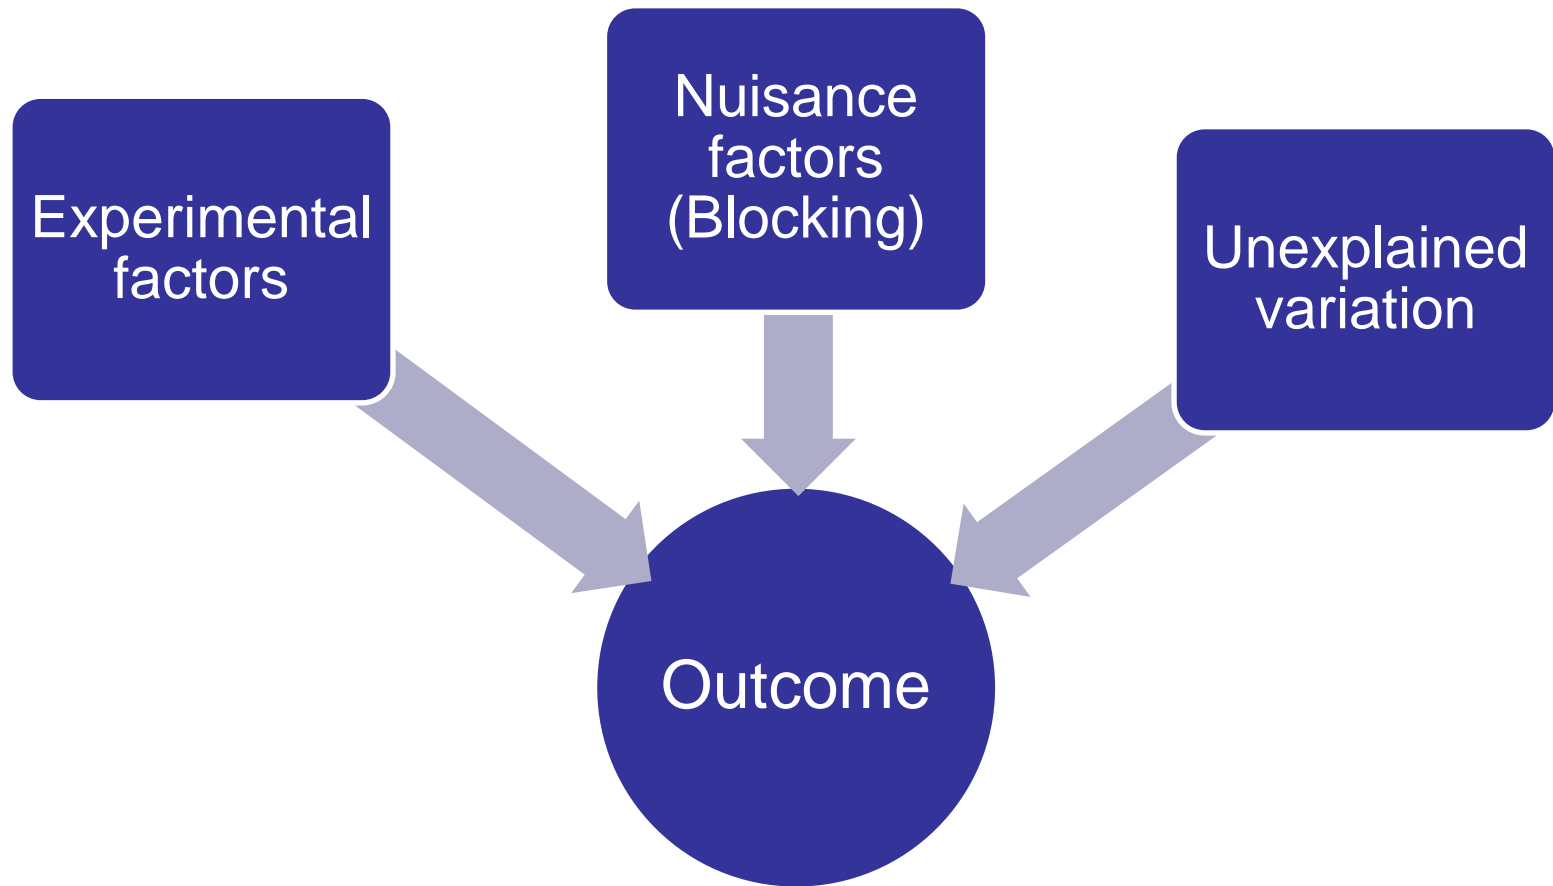 Experimental
factors
Nuisance
factors
(Blocking)
Unexplained
variation
Outcome